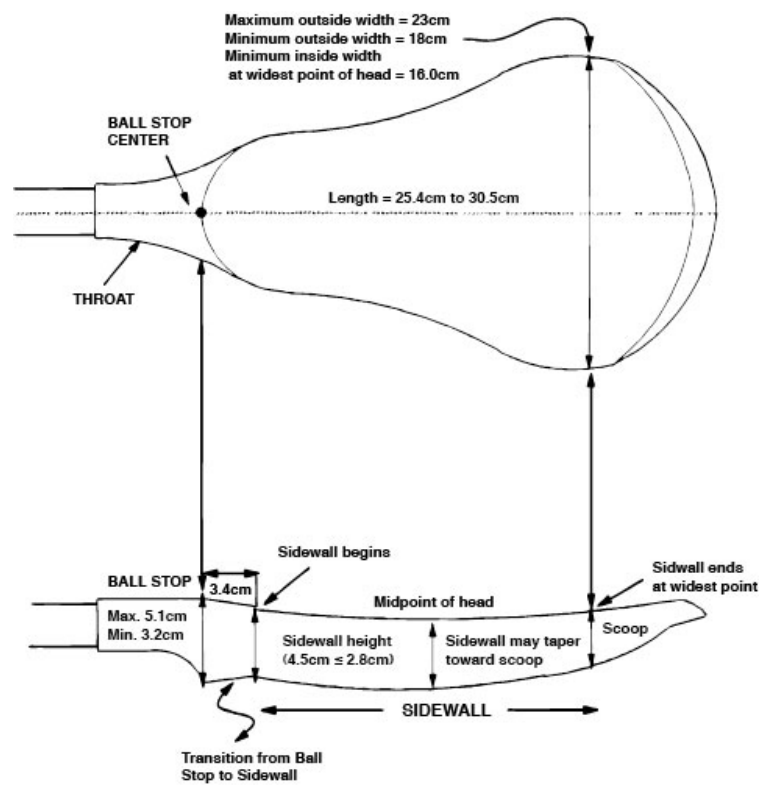 Maximum outside width = 23cm
Minimum outside width = 18cm
Minimum inside width
at widest point of head = 16.0cm
BALL STOP
CENTER
Length = 25.4cm to 30.5cm
THROAT
Sidewall begins
BALL STOP
3.4cm
Sidwall ends
at widest point
Midpoint of head
Max. 5.1cm
Min. 3.2cm
Sidewall height
(4.5cm ≤ 2.8cm)
Sidewall may taper
toward scoop
Scoop
SIDEWALL
Transition from Ball
Stop to Sidewall